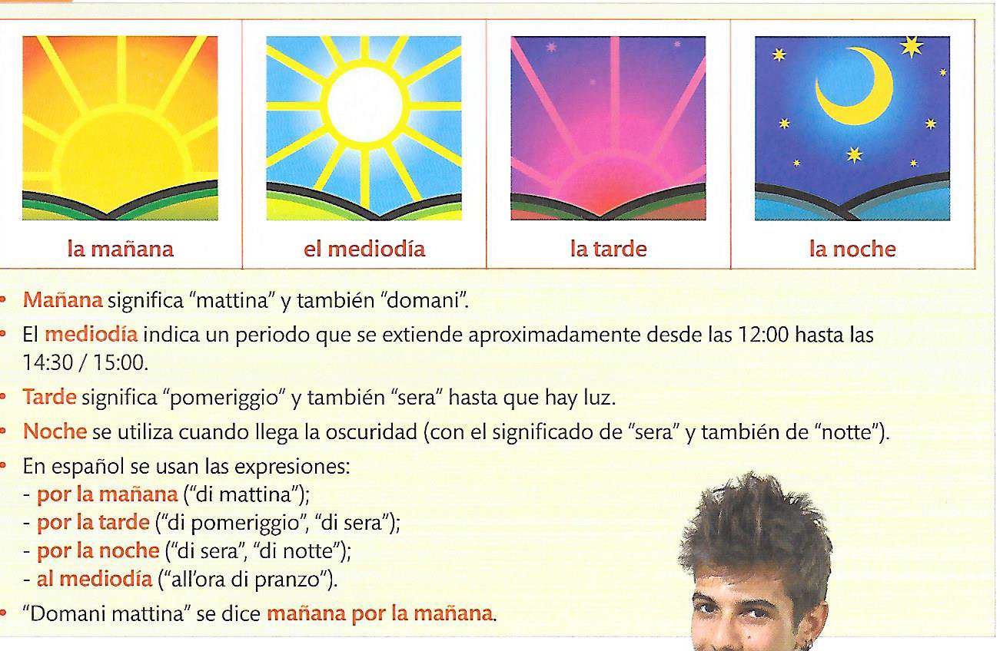 la mañana
el mediodía
la tarde
la noche
• Mañana significa “mattina” y también “domani”.
• El mediodía indica un periodo que se extiende aproximadamente desde las 12:00 hasta las
14:30 / 15:00.
• Tarde significa “pomeriggio” y también “sera” hasta que hay luz.
• Noche se utiliza cuando llega la oscuridad (con el significado de “sera” y también de “notte”).
• En español se usan las expresiones:
- por la mañana (“di mattina”);
- por la tarde (“di pomeriggio”, “di sera”);
- por la noche (“di sera”, “di notte”);
- al mediodía (“all’ora di pranzo”).
• “Domani mattina” se dice mañana por la mañana.